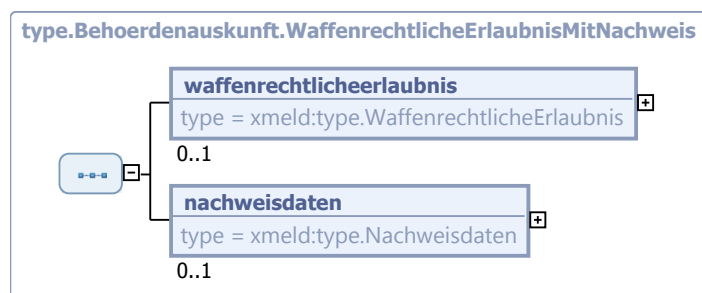 type.Behoerdenauskunft.WaffenrechtlicheErlaubnisMitNachweis
waffenrechtlicheerlaubnis
type = xmeld:type.WaffenrechtlicheErlaubnis
0..1
nachweisdaten
type = xmeld:type.Nachweisdaten
0..1